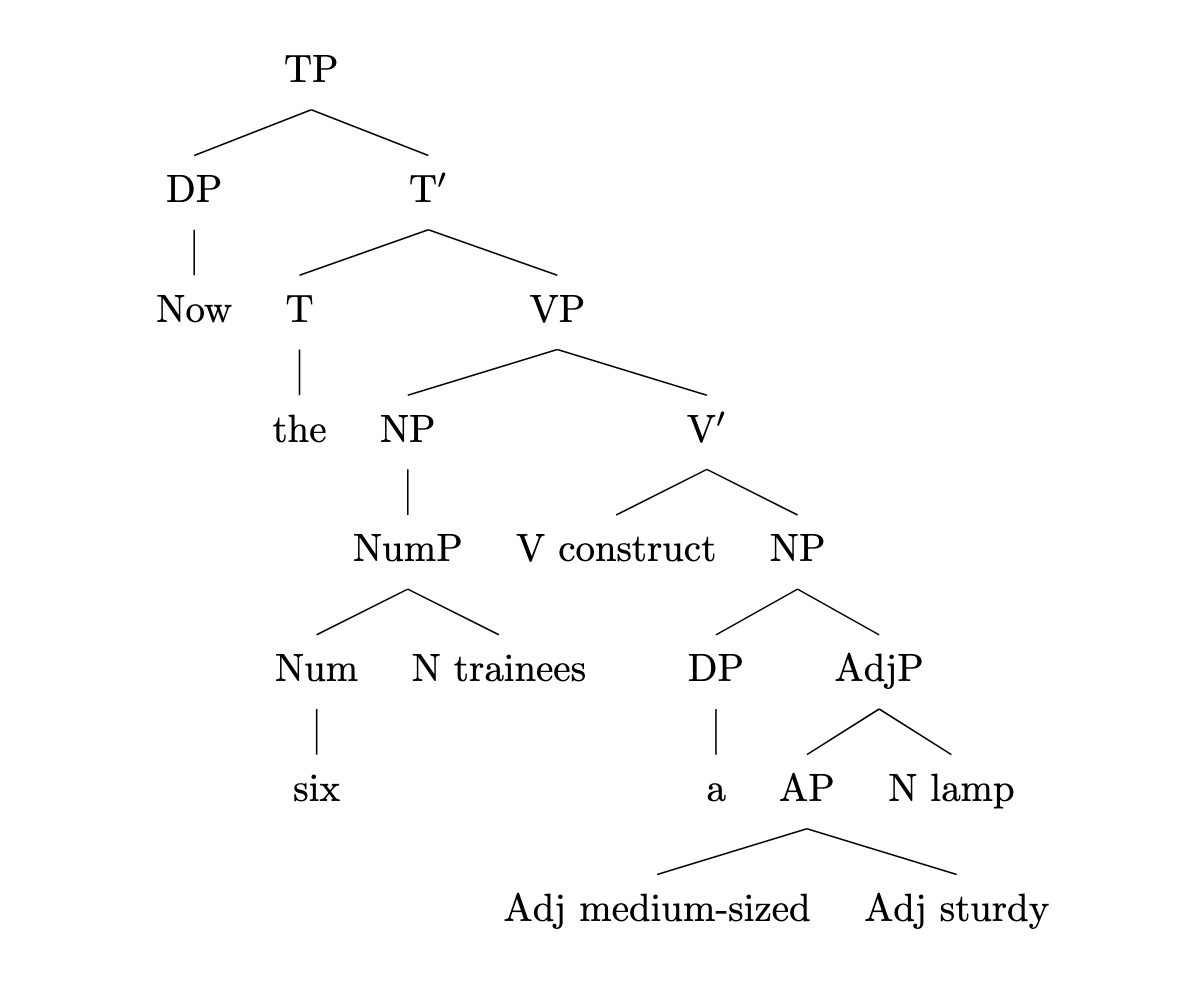 TP
DP T′
Now T VP
the NP V′
NumP V construct NP
Num N trainees DP AdjP
six a AP N lamp
Adj medium-sized Adj sturdy